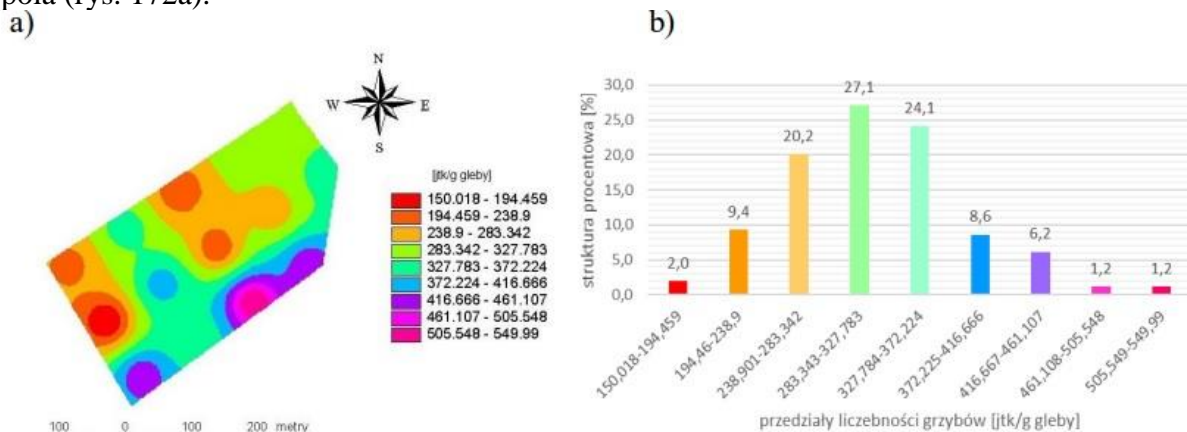 pola (rys. 172a).
a)
b)
N
W E
S
[jtk/g gleby]
150.018 - 194.459
194.459 - 238.9
238.9 - 283.342
283.342 - 327.783
327.783 - 372.224
372.224 - 416.666
416.666 - 461.107
461.107 - 505.548
505.548 - 549.99
100 0 100 200 metry
struktura procentowa [%]
30,0
25,0
20,0
15,0
10,0
5,0
0,0
2,0
9,4
20,2
27,1
24,1
8,6
6,2
1,2
1,2
150,018-194,459
194,46-238,9
238,901-283,342
283,343-327,783
327,784-372,224
372,225-416,666
416,667-461,107
461,108-505,548
505,549-549,99
przedziały liczebności grzybów [jtk/g gleby]